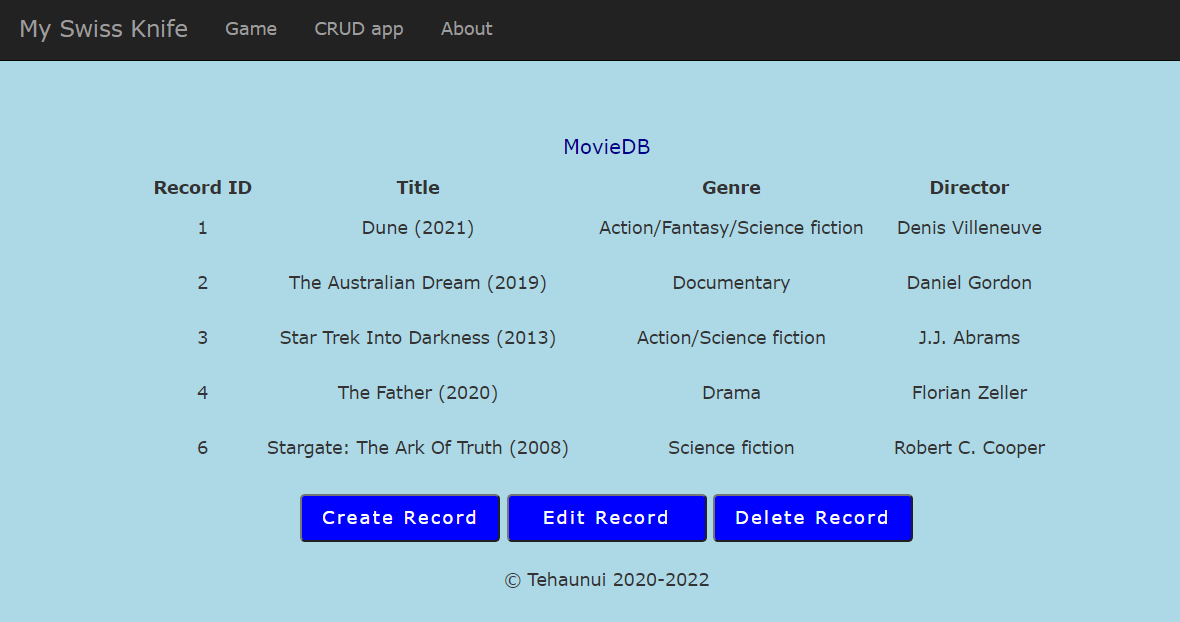 My Swiss Knife Game CRUD app About
MovieDB
Record ID Title Genre Director
1 Dune (2021) Action/Fantasy/Science fiction Denis Villeneuve
2 The Australian Dream (2019) Documentary Daniel Gordon
3 Star Trek Into Darkness (2013) Action/Science fiction J.J. Abrams
4 The Father (2020) Drama Florian Zeller
6 Stargate: The Ark Of Truth (2008) Science fiction Robert C. Cooper
Create Record Edit Record Delete Record
© Tehaunui 2020-2022